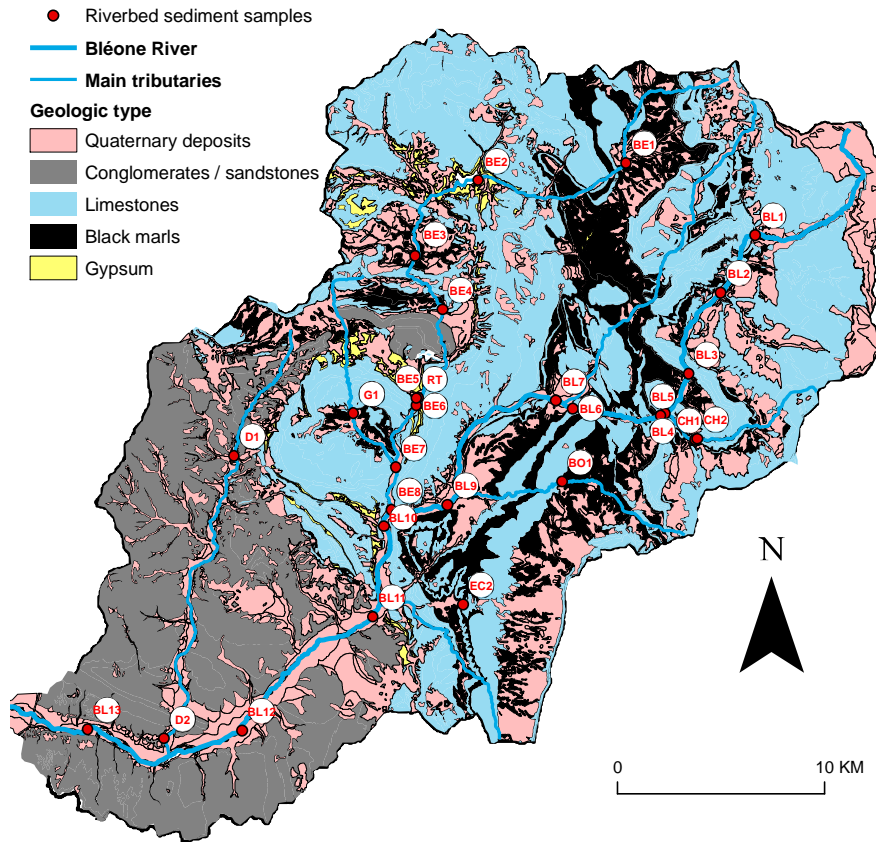 Riverbed sediment samples
Bléone River
Main tributaries
Geologic type
Quaternary deposits
Conglomerates / sandstones
Limestones
Black marls
Gypsum
BE1
BE2
BL1
BE3
BL2
BE4
BL3
BE5
RT
BL7
G1
BE6
BL6
BL5
CH1
CH2
BL4
D1
BE7
BO1
BE8
BL9
BL10
N
BL11
EC2
BL13
D2
BL12
0
10 KM